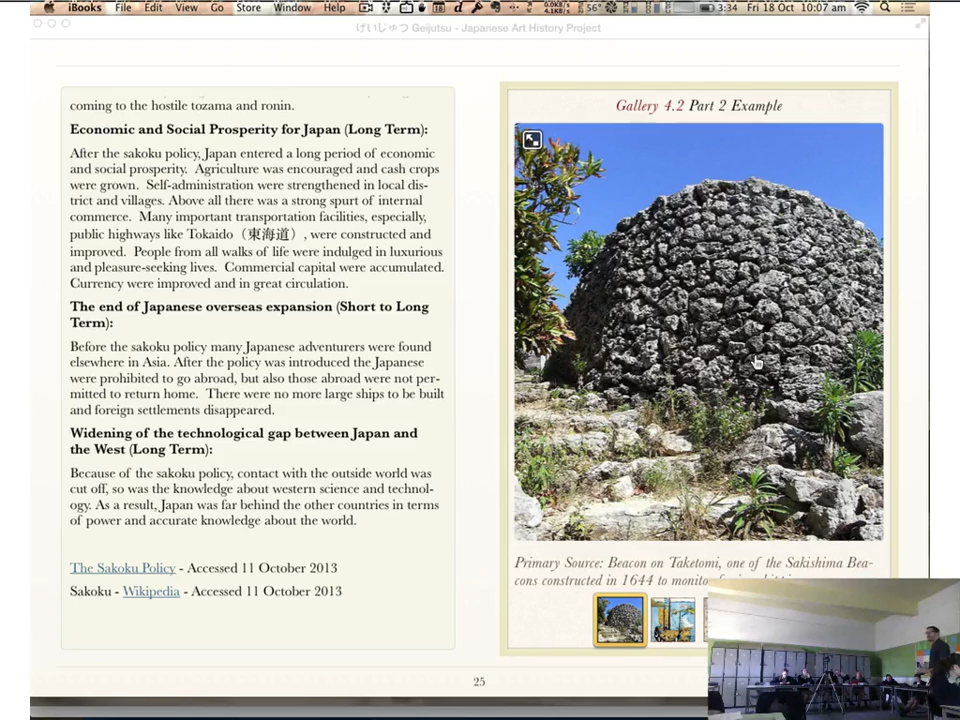 iBooks File Edit View Go Store Window Help
18
0.0KB/s
4.1KB/s
56°
3:34 Fri 18 Oct 10:07 am
げいじゅつ Geijutsu - Japanese Art History Project
coming to the hostile tozama and ronin.
Economic and Social Prosperity for Japan (Long Term):
After the sakoku policy, Japan entered a long period of economic
and social prosperity. Agriculture was encouraged and cash crops
were grown. Self-administration were strengthened in local dis-
trict and villages. Above all there was a strong spurt of internal
commerce. Many important transportation facilities, especially,
public highways like Tokaido（東海道）, were constructed and
improved. People from all walks of life were indulged in luxurious
and pleasure-seeking lives. Commercial capital were accumulated.
Currency were improved and in great circulation.
The end of Japanese overseas expansion (Short to Long
Term):
Before the sakoku policy many Japanese adventurers were found
elsewhere in Asia. After the policy was introduced the Japanese
were prohibited to go abroad, but also those abroad were not per-
mitted to return home. There were no more large ships to be built
and foreign settlements disappeared.
Widening of the technological gap between Japan and
the West (Long Term):
Because of the sakoku policy, contact with the outside world was
cut off, so was the knowledge about western science and technol-
ogy. As a result, Japan was far behind the other countries in terms
of power and accurate knowledge about the world.
The Sakoku Policy - Accessed 11 October 2013
Sakoku - Wikipedia - Accessed 11 October 2013
Gallery 4.2 Part 2 Example
Primary Source: Beacon on Taketomi, one of the Sakishima Bea-
cons constructed in 1644 to monitor
25